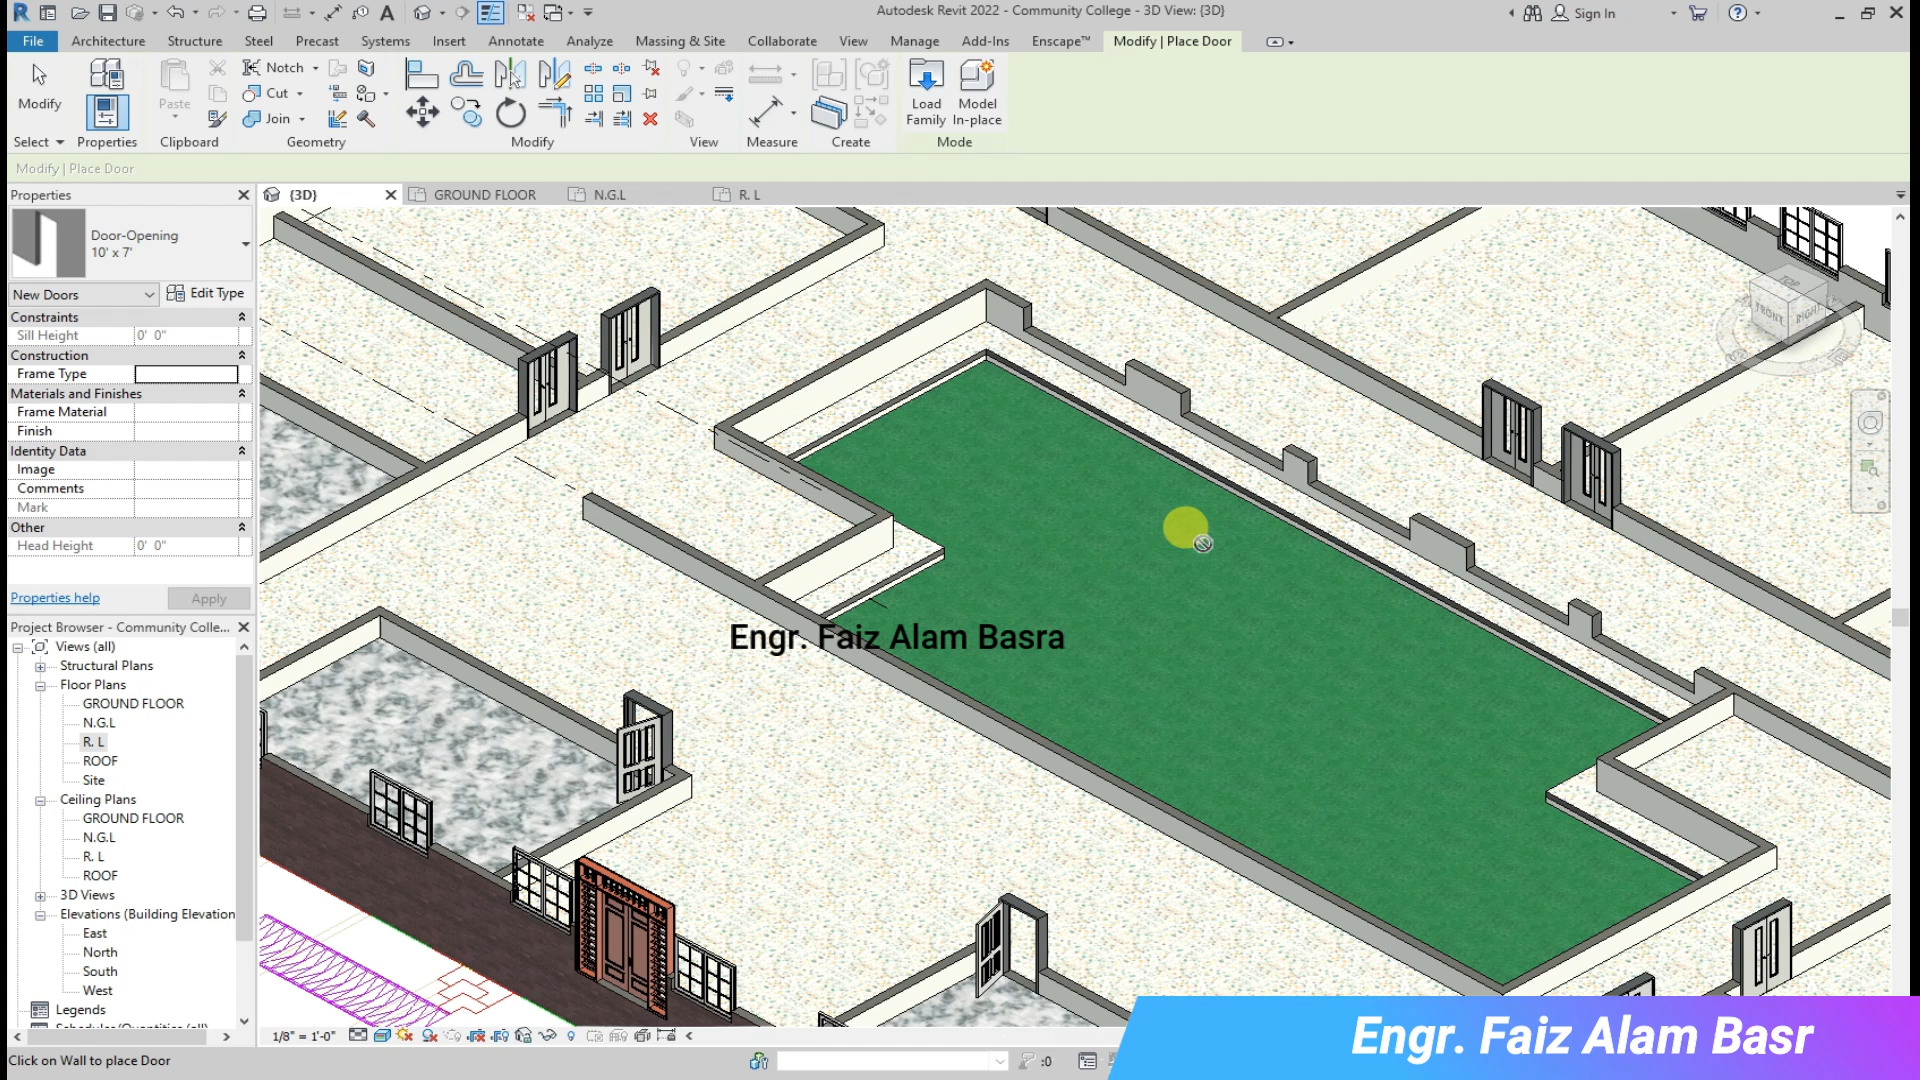 Autodesk Revit 2022 - Community College - 3D View: {3D}
Sign In
File
Architecture
Structure
Steel
Precast
Systems
Insert
Annotate
Analyze
Massing & Site
Collaborate
View
Manage
Add-Ins
Enscape™
Modify | Place Door
Modify
Select
Properties
Paste
Clipboard
Notch
Cut
Join
Geometry
Modify
View
Measure
Create
Load Family
Model In-place
Mode
Modify | Place Door
Properties
{3D}
GROUND FLOOR
N.G.L
R. L
Door-Opening
10' x 7'
New Doors
Edit Type
Constraints
Sill Height 0' 0"
Construction
Frame Type
Materials and Finishes
Frame Material
Finish
Identity Data
Image
Comments
Mark
Other
Head Height 0' 0"
Properties help
Apply
Project Browser - Community Colle...
Views (all)
Structural Plans
Floor Plans
GROUND FLOOR
N.G.L
R. L
ROOF
Site
Ceiling Plans
GROUND FLOOR
N.G.L
R. L
ROOF
3D Views
Elevations (Building Elevation
East
North
South
West
Legends
FRONT
RIGHT
Engr. Faiz Alam Basra
1/8" = 1'-0"
Click on Wall to place Door
:0
Engr. Faiz Alam Basr